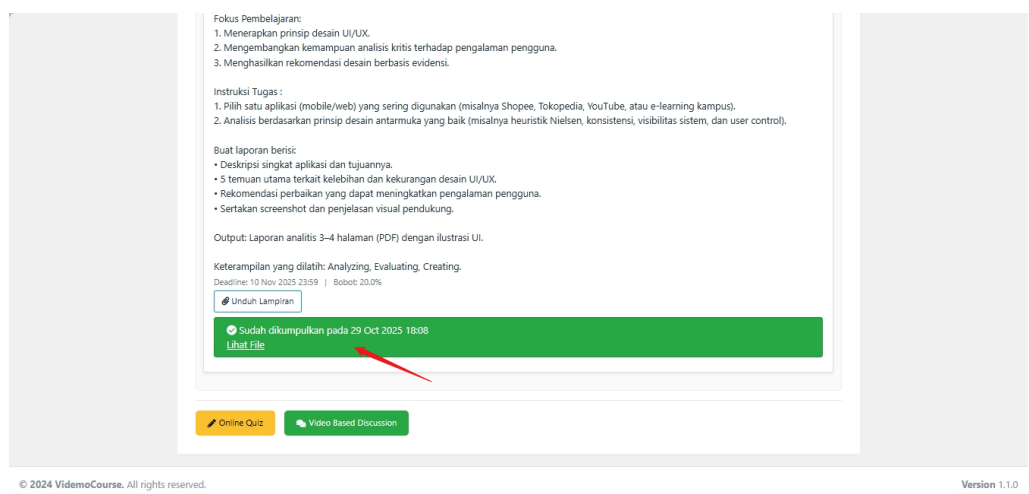 Fokus Pembelajaran:
1. Menerapkan prinsip desain UI/UX.
2. Mengembangkan kemampuan analisis kritis terhadap pengalaman pengguna.
3. Menghasilkan rekomendasi desain berbasis evidensi.
Instruksi Tugas :
1. Pilih satu aplikasi (mobile/web) yang sering digunakan (misalnya Shopee, Tokopedia, YouTube, atau e-learning kampus).
2. Analisis berdasarkan prinsip desain antarmuka yang baik (misalnya heuristik Nielsen, konsistensi, visibilitas sistem, dan user control).
Buat laporan berisi:
• Deskripsi singkat aplikasi dan tujuannya.
• 5 temuan utama terkait kelebihan dan kekurangan desain UI/UX.
• Rekomendasi perbaikan yang dapat meningkatkan pengalaman pengguna.
• Sertakan screenshot dan penjelasan visual pendukung.
Output: Laporan analitis 3–4 halaman (PDF) dengan ilustrasi UI.
Keterampilan yang dilatih: Analyzing, Evaluating, Creating.
Deadline: 10 Nov 2025 23:59 | Bobot: 20.0%
Unduh Lampiran
Sudah dikumpulkan pada 29 Oct 2025 18:08
Lihat File
Online Quiz
Video Based Discussion
© 2024 VidemoCourse. All rights reserved.
Version 1.1.0